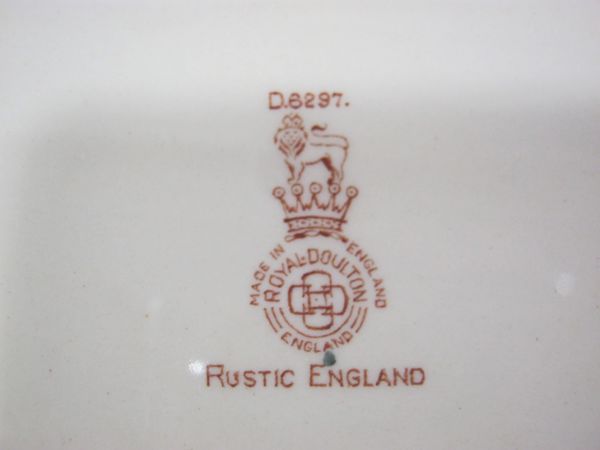 D.6297.
MADE IN ENGLAND
ROYAL·DOULTON
ENGLAND
RUSTIC ENGLAND